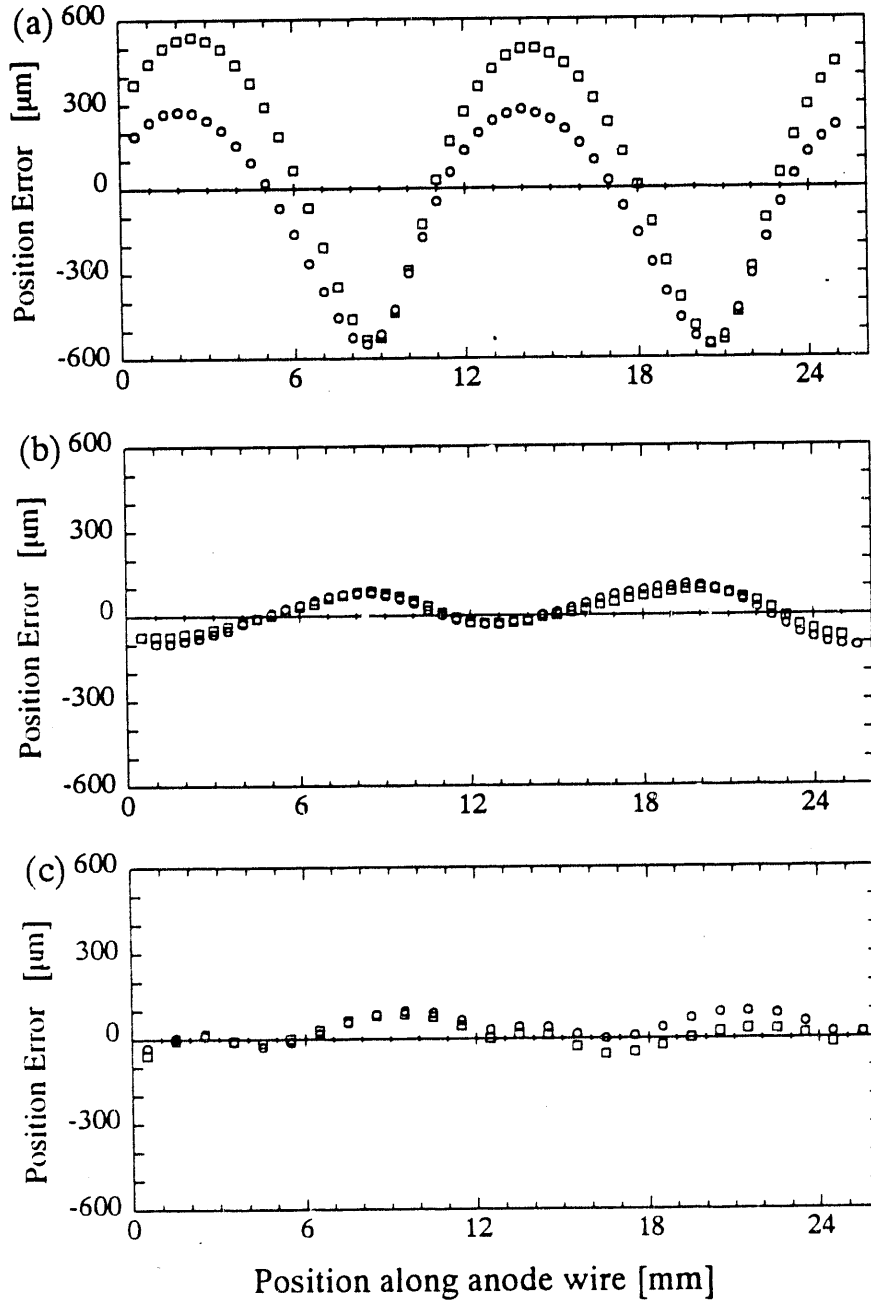 (a)
600
300
0
-300
-600
Position Error [μm]
0 6 12 18 24
(b)
600
300
0
-300
-600
Position Error [μm]
0 6 12 18 24
(c)
600
300
0
-300
-600
Position Error [μm]
0 6 12 18 24
Position along anode wire [mm]